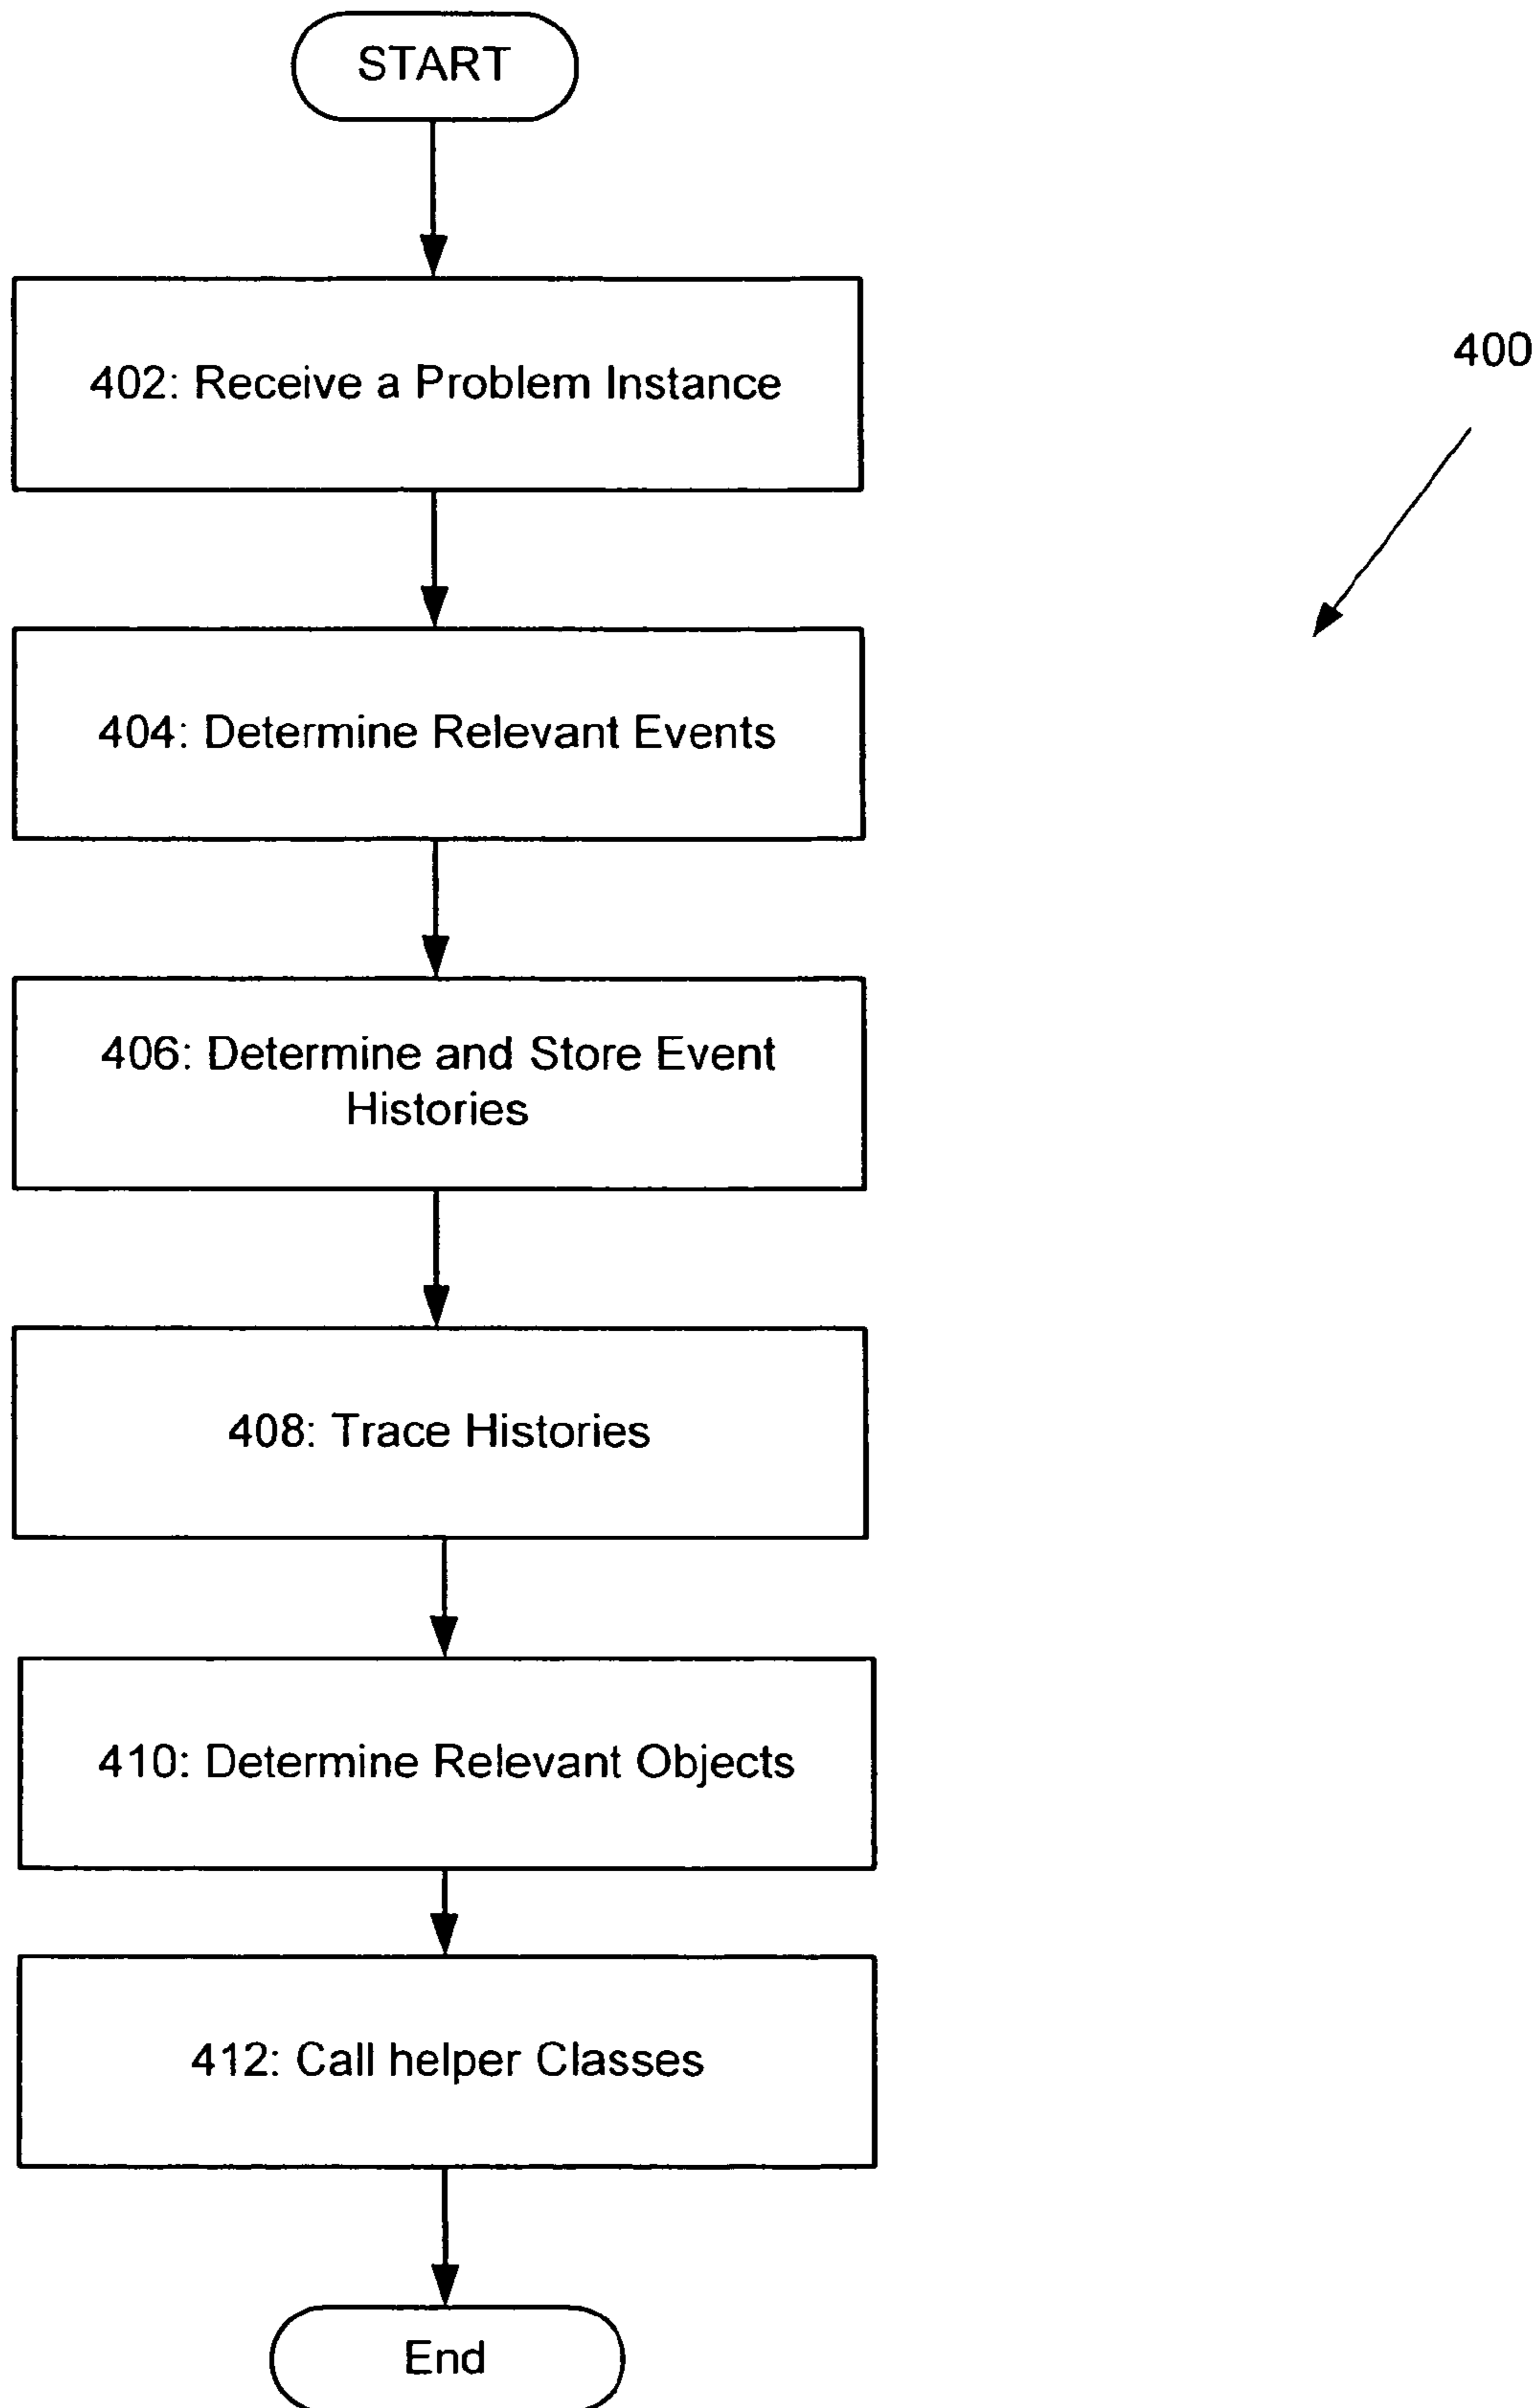 START
402: Receive a Problem Instance
400
404: Determine Relevant Events
406: Determine and Store Event
Histories
408: Trace Histories
410: Determine Relevant Objects
412: Call helper Classes
End